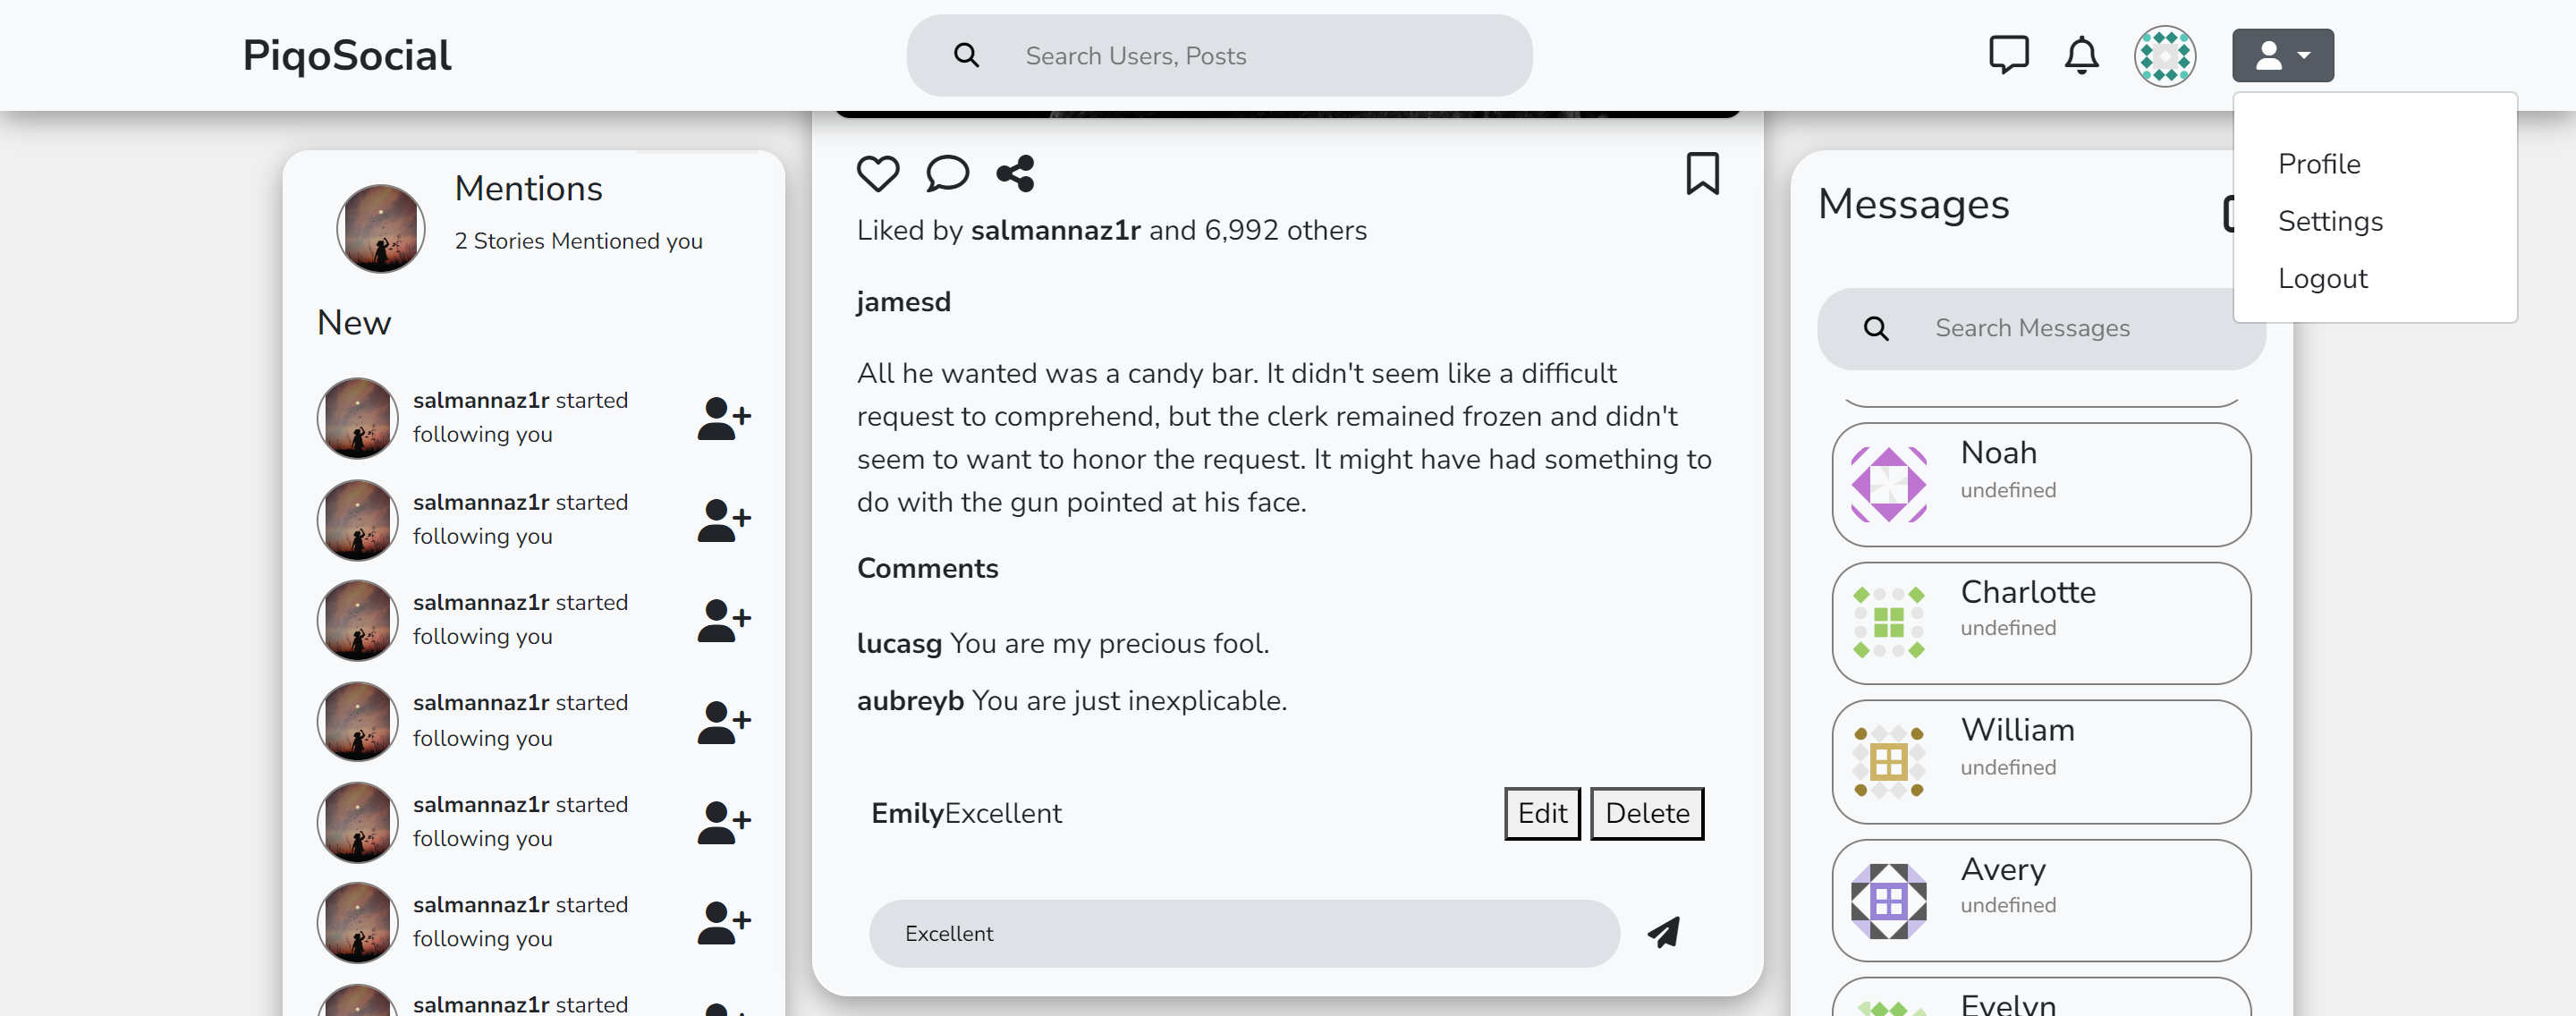 PiqoSocial
Search Users, Posts
Profile
Settings
Logout
Mentions
2 Stories Mentioned you
New
salmannaz1r started
following you
salmannaz1r started
following you
salmannaz1r started
following you
salmannaz1r started
following you
salmannaz1r started
following you
salmannaz1r started
following you
salmannaz1r started
Liked by salmannaz1r and 6,992 others
jamesd
All he wanted was a candy bar. It didn't seem like a difficult
request to comprehend, but the clerk remained frozen and didn't
seem to want to honor the request. It might have had something to
do with the gun pointed at his face.
Comments
lucasg You are my precious fool.
aubreyb You are just inexplicable.
EmilyExcellent
Edit
Delete
Excellent
Messages
Search Messages
Noah
undefined
Charlotte
undefined
William
undefined
Avery
undefined
Evelyn